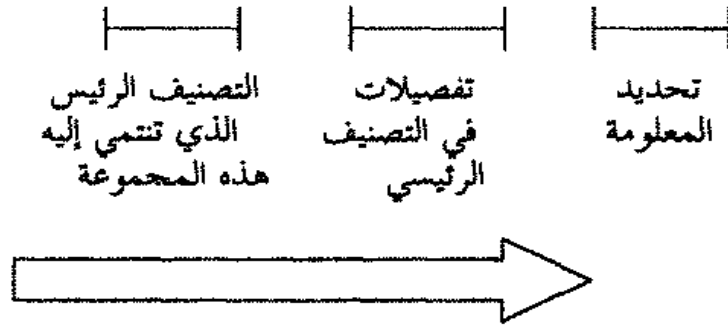 تحديد
المعلومة
تفصيلات
في التصنيف
الرئيسي
التصنيف الرئيس
الذي تنتمي إليه
هذه المجموعة